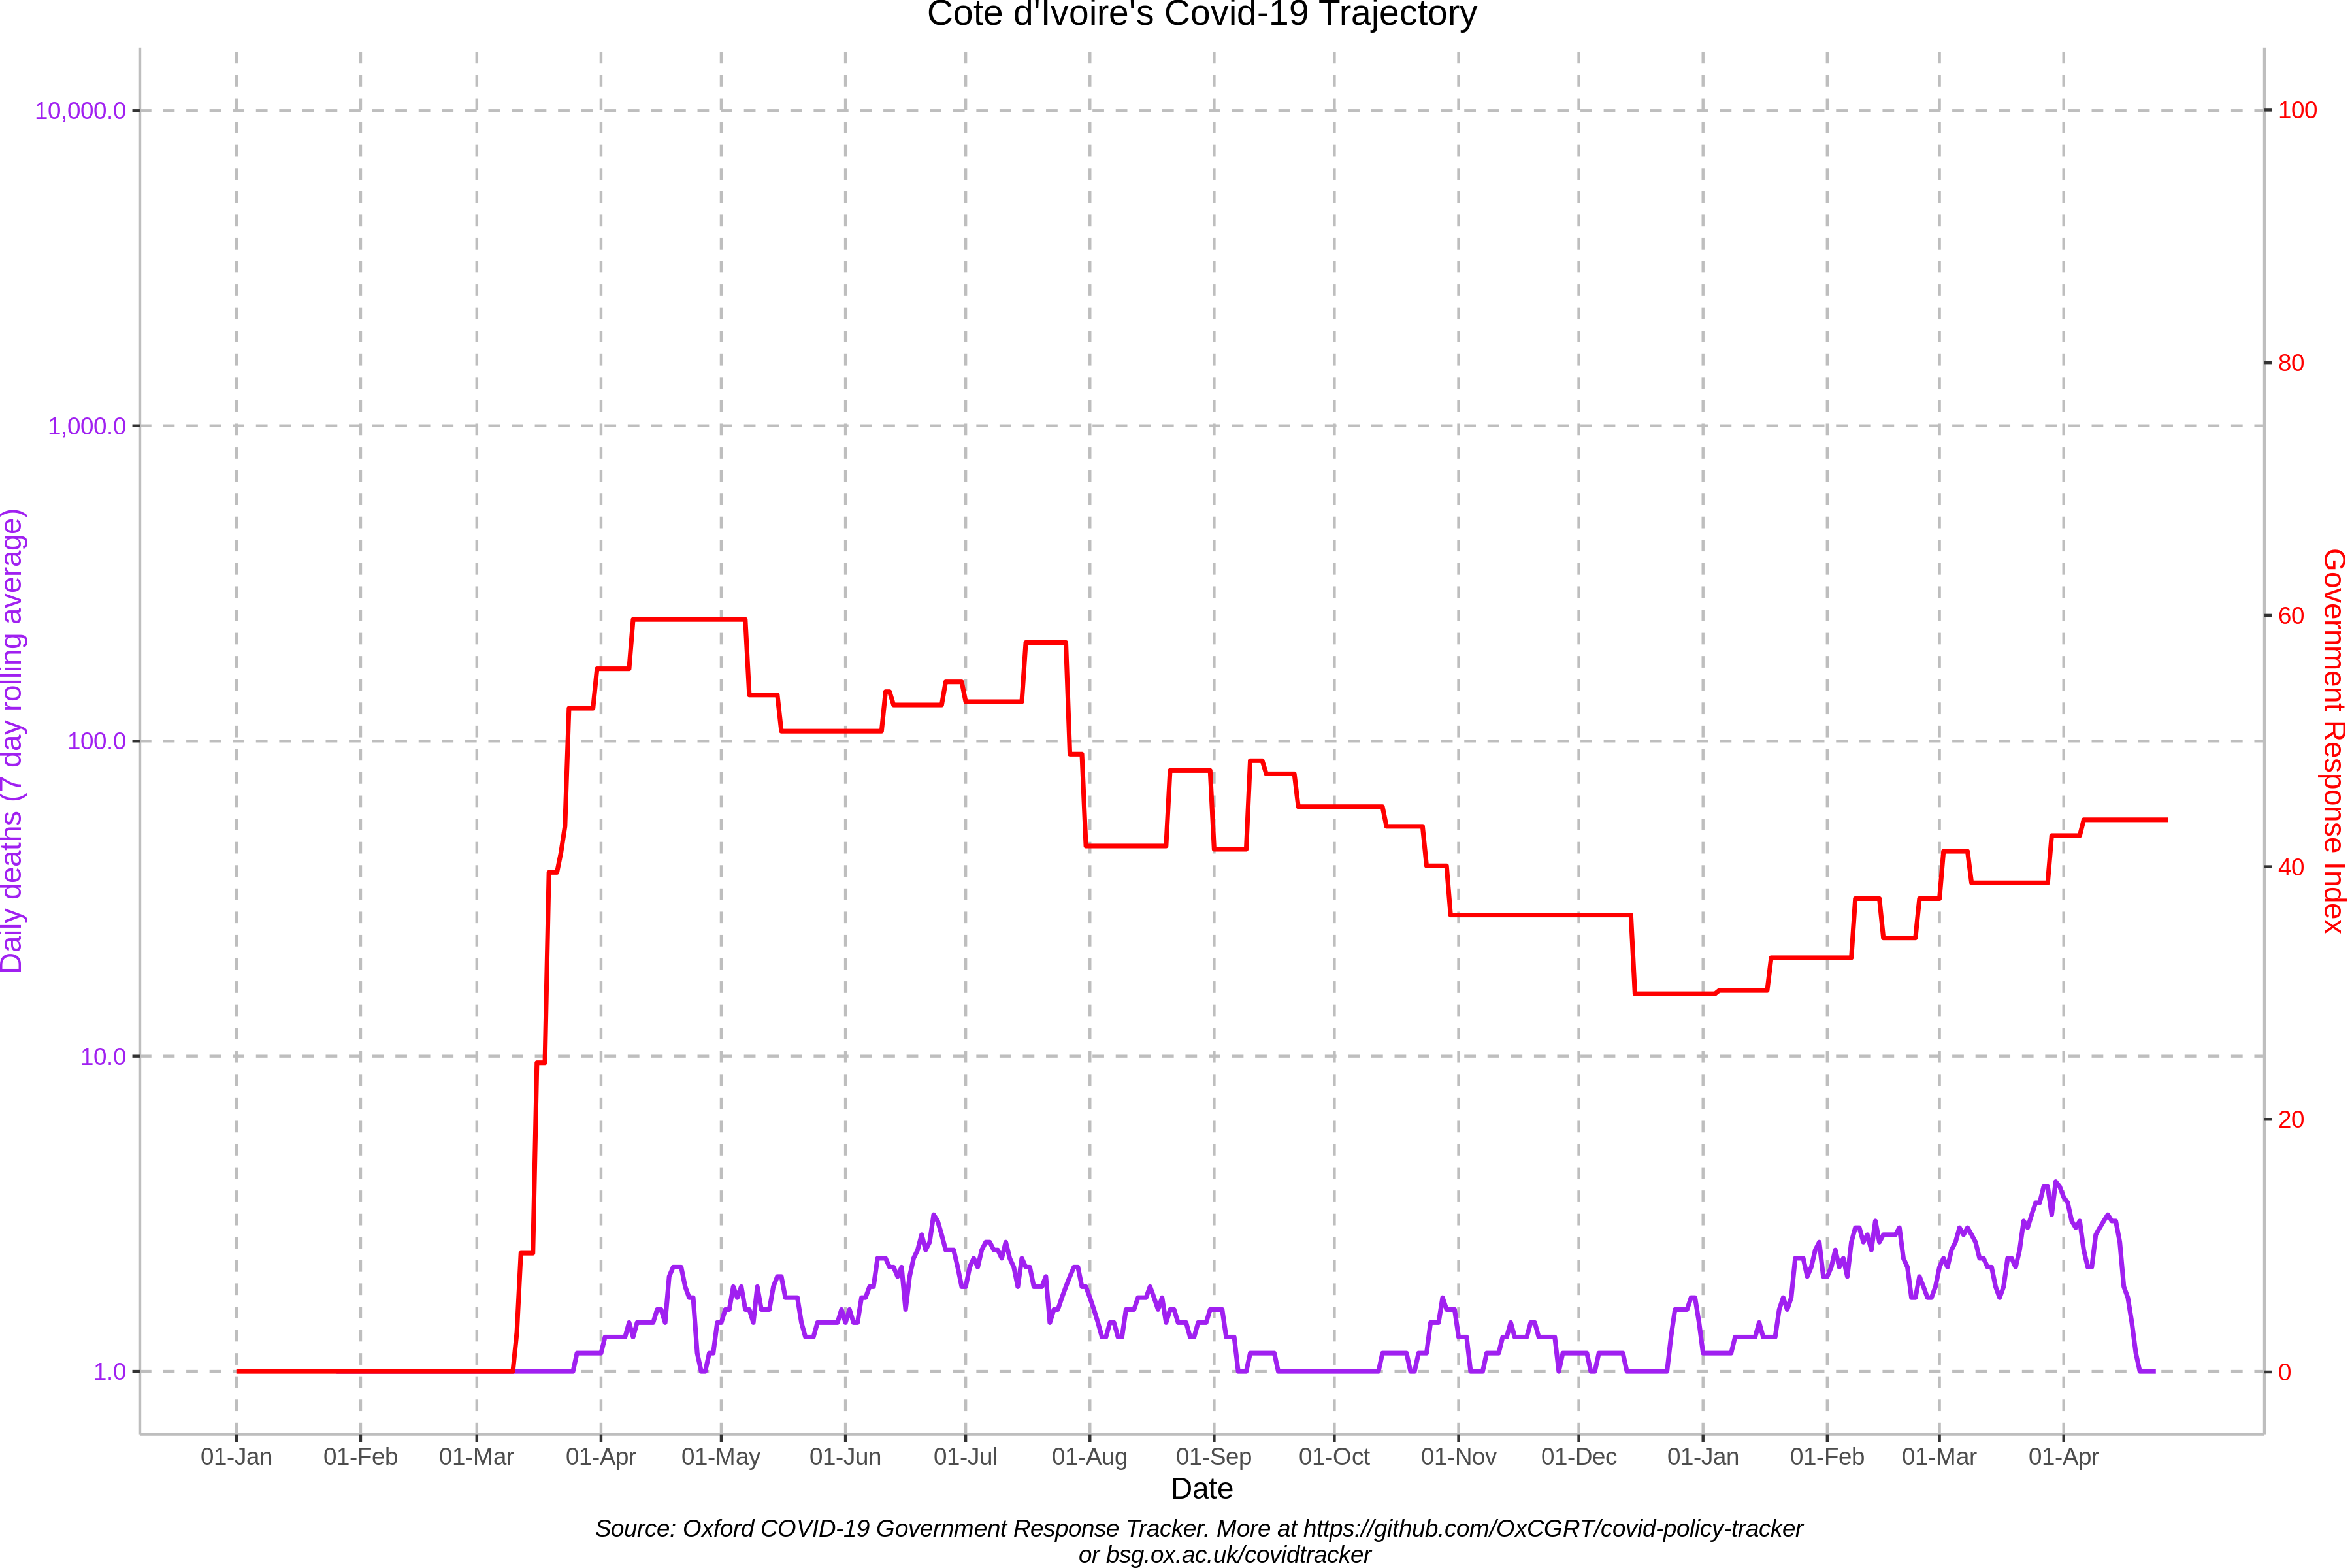 Cote d'Ivoire's Covid-19 Trajectory
10,000.0
1,000.0
100.0
10.0
1.0
Daily deaths (7 day rolling average)
100
80
60
40
20
0
Government Response Index
01-Jan 01-Feb 01-Mar 01-Apr 01-May 01-Jun 01-Jul 01-Aug 01-Sep 01-Oct 01-Nov 01-Dec 01-Jan 01-Feb 01-Mar 01-Apr
Date
Source: Oxford COVID-19 Government Response Tracker. More at https://github.com/OxCGRT/covid-policy-tracker
or bsg.ox.ac.uk/covidtracker